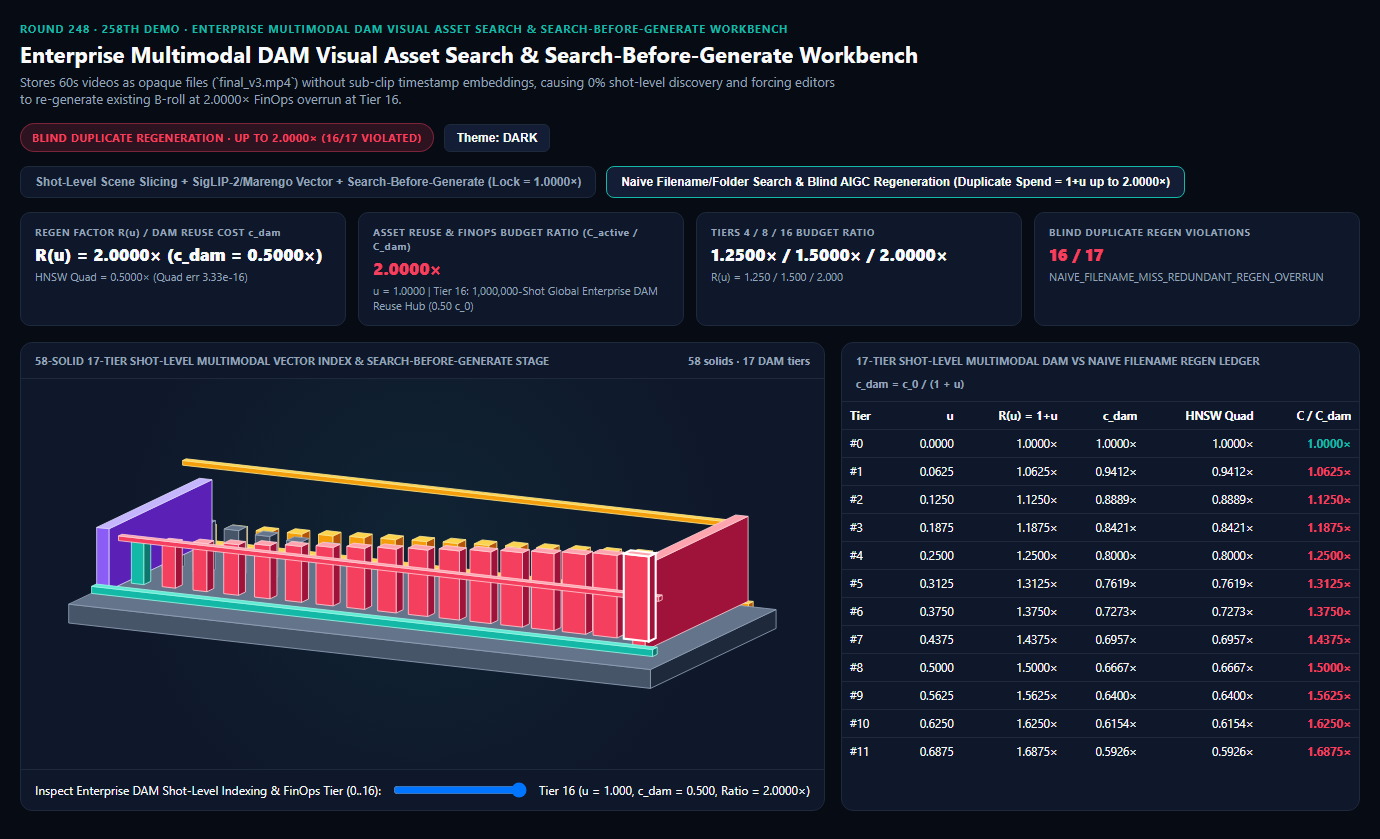 ROUND 248 · 258TH DEMO · ENTERPRISE MULTIMODAL DAM VISUAL ASSET SEARCH & SEARCH-BEFORE-GENERATE WORKBENCH
Enterprise Multimodal DAM Visual Asset Search & Search-Before-Generate Workbench
Stores 60s videos as opaque files (`final_v3.mp4`) without sub-clip timestamp embeddings, causing 0% shot-level discovery and forcing editors
to re-generate existing B-roll at 2.0000× FinOps overrun at Tier 16.
BLIND DUPLICATE REGENERATION · UP TO 2.0000× (16/17 VIOLATED)
Theme: DARK
Shot-Level Scene Slicing + SigLIP-2/Marengo Vector + Search-Before-Generate (Lock = 1.0000×)
Naive Filename/Folder Search & Blind AIGC Regeneration (Duplicate Spend = 1+u up to 2.0000×)
REGEN FACTOR R(u) / DAM REUSE COST c_dam
R(u) = 2.0000× (c_dam = 0.5000×)
HNSW Quad = 0.5000× (Quad err 3.33e-16)
ASSET REUSE & FINOPS BUDGET RATIO (C_active /
C_dam)
2.0000×
u = 1.0000 | Tier 16: 1,000,000-Shot Global Enterprise DAM
Reuse Hub (0.50 c_0)
TIERS 4 / 8 / 16 BUDGET RATIO
1.2500× / 1.5000× / 2.0000×
R(u) = 1.250 / 1.500 / 2.000
BLIND DUPLICATE REGEN VIOLATIONS
16 / 17
NAIVE_FILENAME_MISS_REDUNDANT_REGEN_OVERRUN
58-SOLID 17-TIER SHOT-LEVEL MULTIMODAL VECTOR INDEX & SEARCH-BEFORE-GENERATE STAGE
58 solids · 17 DAM tiers
Inspect Enterprise DAM Shot-Level Indexing & FinOps Tier (0..16):
Tier 16 (u = 1.000, c_dam = 0.500, Ratio = 2.0000×)
17-TIER SHOT-LEVEL MULTIMODAL DAM VS NAIVE FILENAME REGEN LEDGER
c_dam = c_0 / (1 + u)
Tier u R(u) = 1+u c_dam HNSW Quad C / C_dam
#0 0.0000 1.0000× 1.0000× 1.0000× 1.0000×
#1 0.0625 1.0625× 0.9412× 0.9412× 1.0625×
#2 0.1250 1.1250× 0.8889× 0.8889× 1.1250×
#3 0.1875 1.1875× 0.8421× 0.8421× 1.1875×
#4 0.2500 1.2500× 0.8000× 0.8000× 1.2500×
#5 0.3125 1.3125× 0.7619× 0.7619× 1.3125×
#6 0.3750 1.3750× 0.7273× 0.7273× 1.3750×
#7 0.4375 1.4375× 0.6957× 0.6957× 1.4375×
#8 0.5000 1.5000× 0.6667× 0.6667× 1.5000×
#9 0.5625 1.5625× 0.6400× 0.6400× 1.5625×
#10 0.6250 1.6250× 0.6154× 0.6154× 1.6250×
#11 0.6875 1.6875× 0.5926× 0.5926× 1.6875×